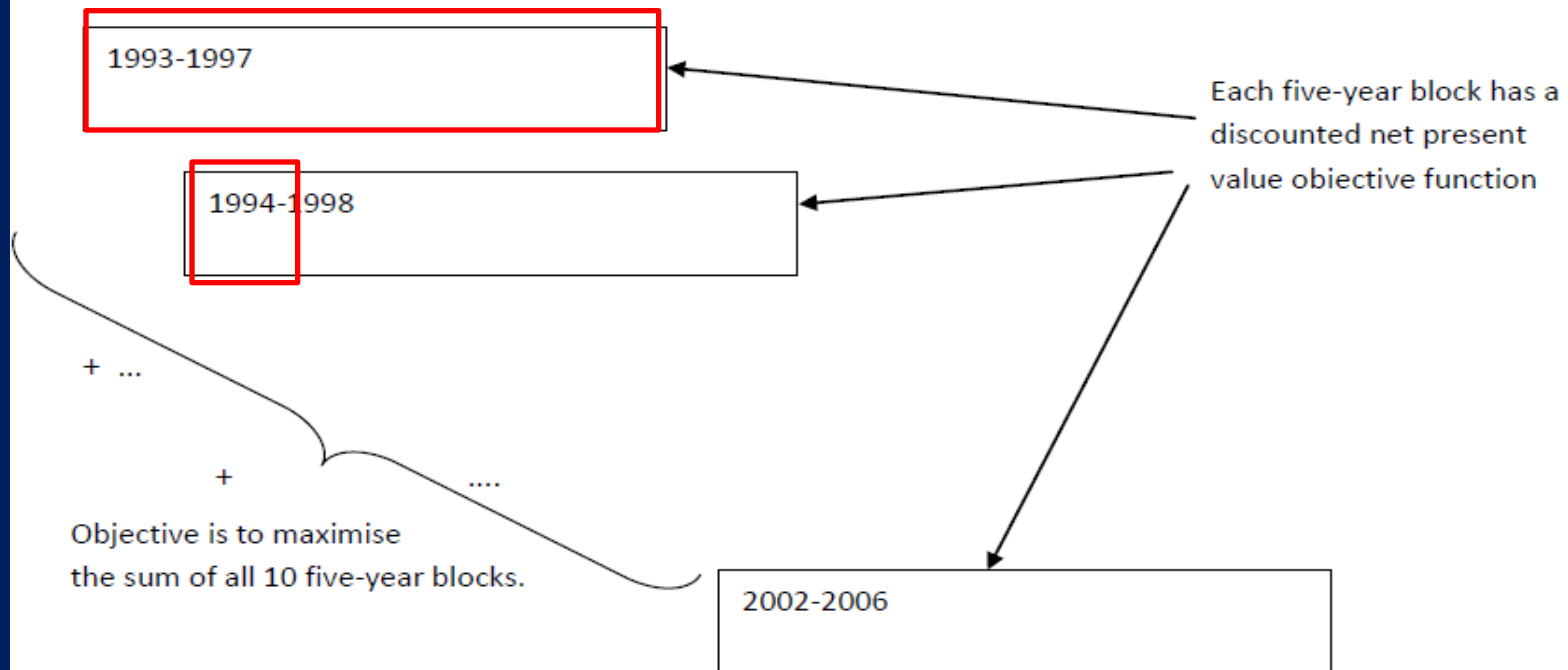 1993-1997
Each five-year block has a
discounted net present
value obiective function
1994-1998
+ ...
+ ....
Objective is to maximise
the sum of all 10 five-year blocks.
2002-2006